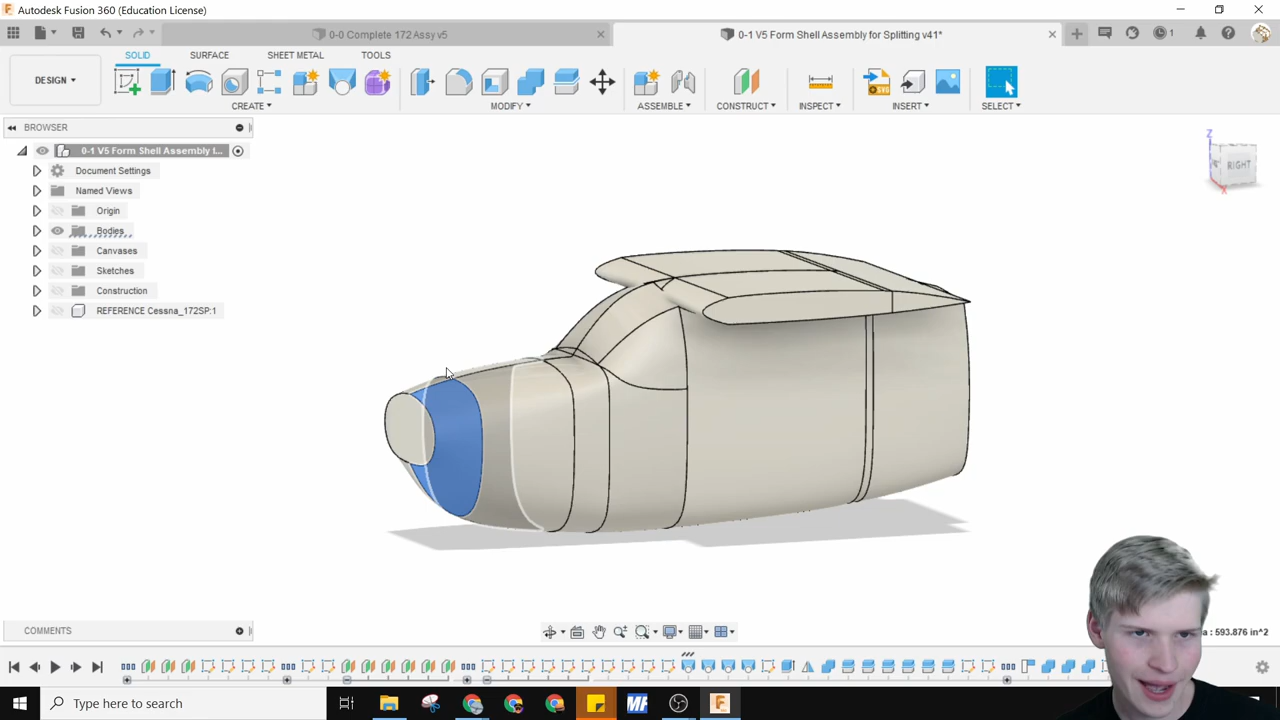 Autodesk Fusion 360 (Education License)
0-0 Complete 172 Assy v5
0-1 V5 Form Shell Assembly for Splitting v41*
1
DESIGN
SOLID SURFACE SHEET METAL TOOLS
CREATE MODIFY ASSEMBLE CONSTRUCT INSPECT INSERT SELECT
BROWSER
0-1 V5 Form Shell Assembly f...
Document Settings
Named Views
Origin
Bodies
Canvases
Sketches
Construction
REFERENCE Cessna_172SP:1
Z
RIGHT
X
COMMENTS
: 593.876 in^2
Type here to search
MF